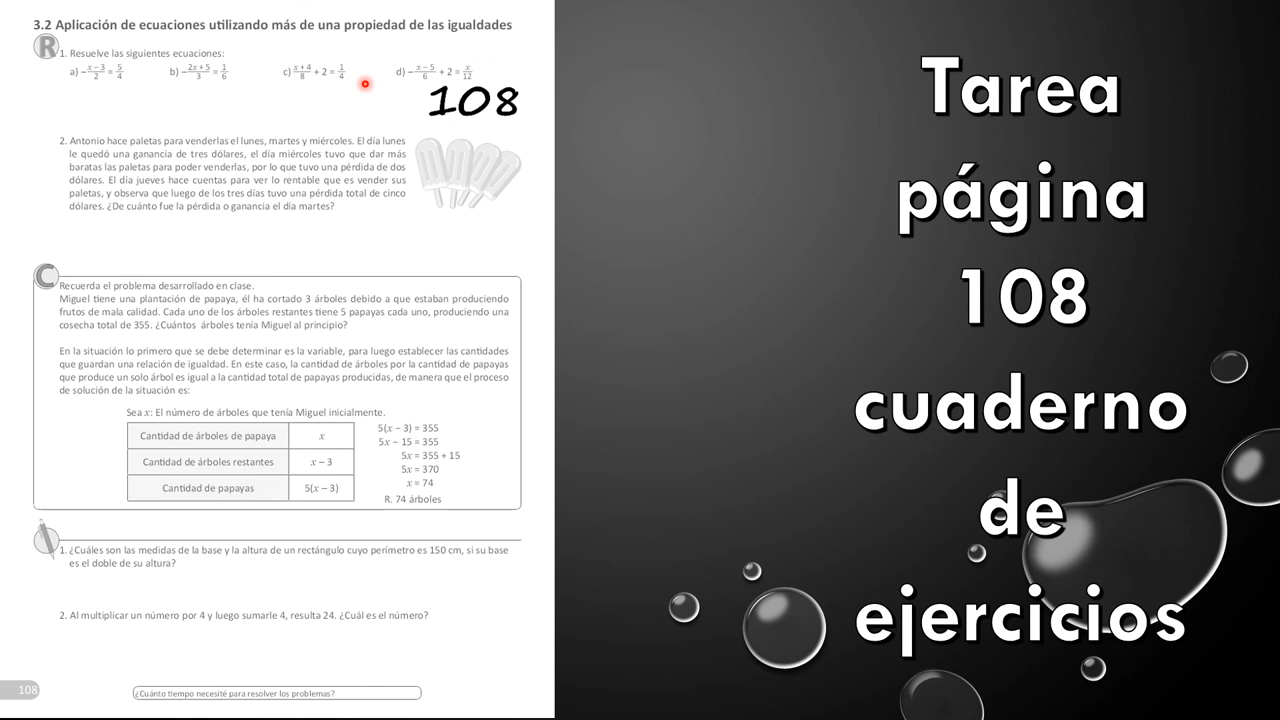 3.2 Aplicación de ecuaciones utilizando más de una propiedad de las igualdades
R
1. Resuelve las siguientes ecuaciones:
a) −(x − 3)/2 = 5/4 b) −(2x + 5)/3 = 1/6 c) (x + 4)/8 + 2 = 1/4 d) −(x − 5)/6 + 2 = x/12
108
2. Antonio hace paletas para venderlas el lunes, martes y miércoles. El día lunes
le quedó una ganancia de tres dólares, el día miércoles tuvo que dar más
baratas las paletas para poder venderlas, por lo que tuvo una pérdida de dos
dólares. El día jueves hace cuentas para ver lo rentable que es vender sus
paletas, y observa que luego de los tres días tuvo una pérdida total de cinco
dólares. ¿De cuánto fue la pérdida o ganancia el día martes?
C
Recuerda el problema desarrollado en clase.
Miguel tiene una plantación de papaya, él ha cortado 3 árboles debido a que estaban produciendo
frutos de mala calidad. Cada uno de los árboles restantes tiene 5 papayas cada uno, produciendo una
cosecha total de 355. ¿Cuántos árboles tenía Miguel al principio?
En la situación lo primero que se debe determinar es la variable, para luego establecer las cantidades
que guardan una relación de igualdad. En este caso, la cantidad de árboles por la cantidad de papayas
que produce un solo árbol es igual a la cantidad total de papayas producidas, de manera que el proceso
de solución de la situación es:
Sea x: El número de árboles que tenía Miguel inicialmente.
Cantidad de árboles de papaya x
Cantidad de árboles restantes x − 3
Cantidad de papayas 5(x − 3)
5(x − 3) = 355
5x − 15 = 355
5x = 355 + 15
5x = 370
x = 74
R. 74 árboles
1. ¿Cuáles son las medidas de la base y la altura de un rectángulo cuyo perímetro es 150 cm, si su base
es el doble de su altura?
2. Al multiplicar un número por 4 y luego sumarle 4, resulta 24. ¿Cuál es el número?
108
¿Cuánto tiempo necesité para resolver los problemas?
Tarea
página
108
cuaderno
de
ejercicios